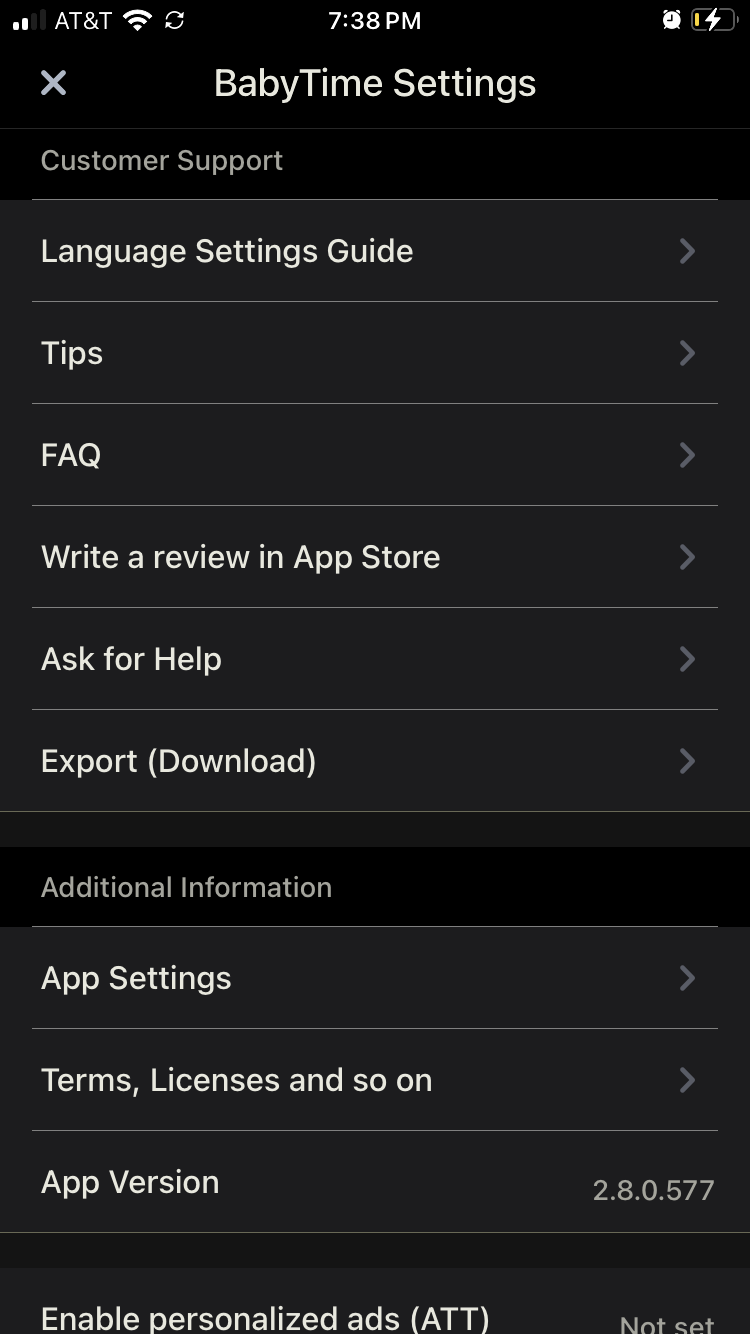 AT&T 7:38 PM
BabyTime Settings
Customer Support
Language Settings Guide
Tips
FAQ
Write a review in App Store
Ask for Help
Export (Download)
Additional Information
App Settings
Terms, Licenses and so on
App Version 2.8.0.577
Enable personalized ads (ATT) Not set